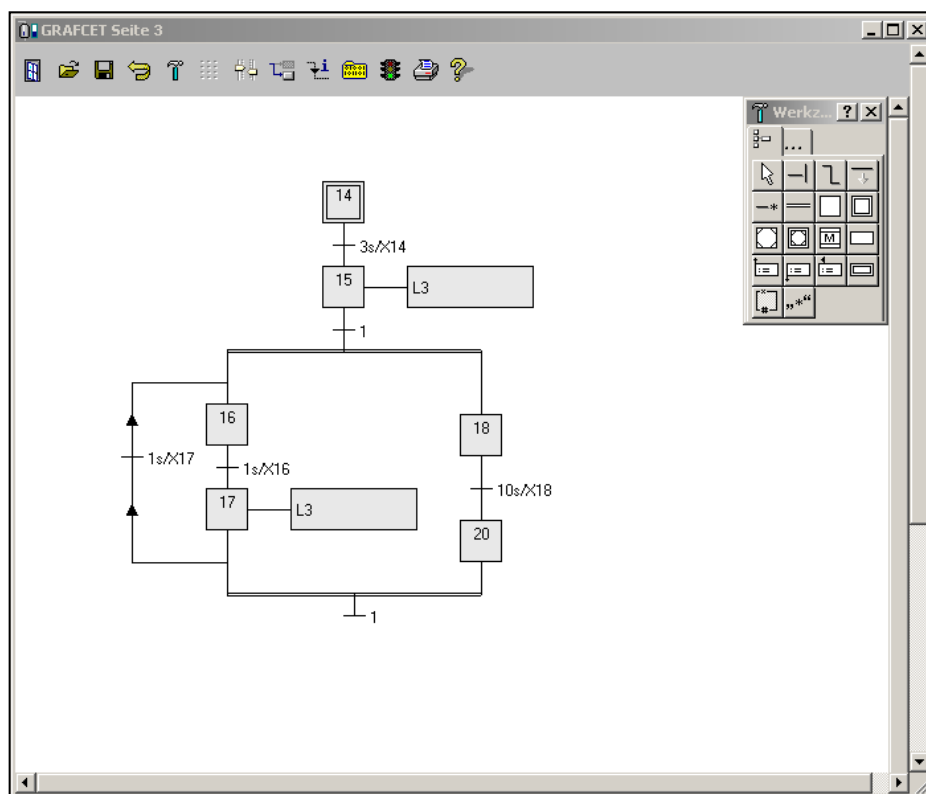 GRAFCET Seite 3
Werkz...
...
M
:= := :=
# „*“
14
3s/X14
15 L3
1
16
18
1s/X17
1s/X16
10s/X18
17 L3
20
1